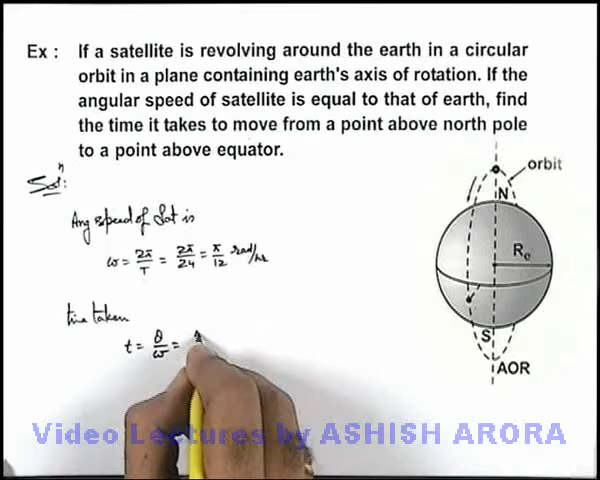 Ex : If a satellite is revolving around the earth in a circular
orbit in a plane containing earth's axis of rotation. If the
angular speed of satellite is equal to that of earth, find
the time it takes to move from a point above north pole
to a point above equator.
Solⁿ:
orbit
N
Ang speed of Sat is
Rₑ
ω = 2π/T = 2π/24 = π/12 rad/hr
time taken
S
t = θ/ω =
AOR
Video Lectures by ASHISH ARORA